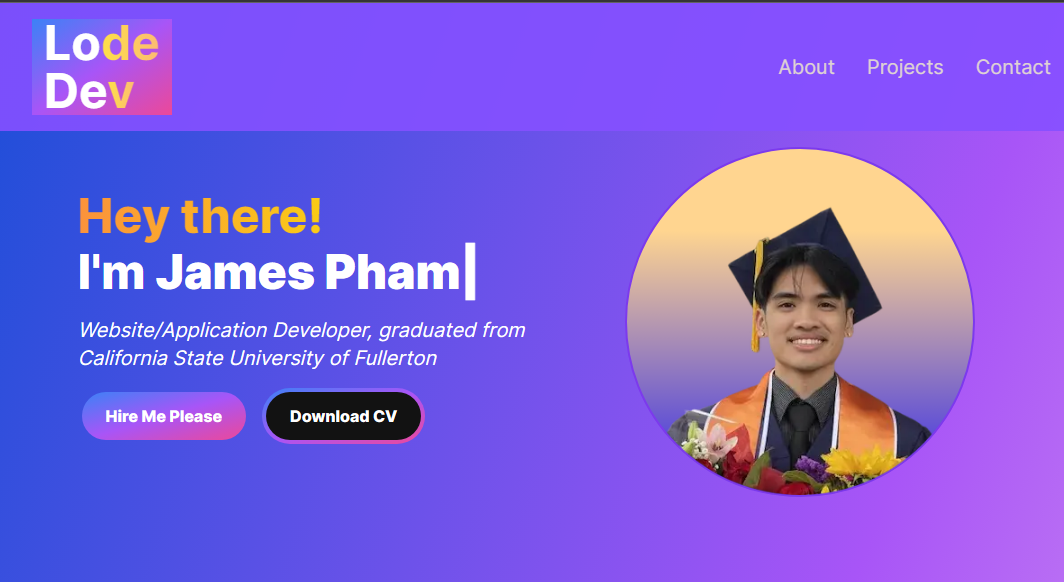 Lode
Dev
About Projects Contact
Hey there!
I'm James Pham|
Website/Application Developer, graduated from
California State University of Fullerton
Hire Me Please Download CV